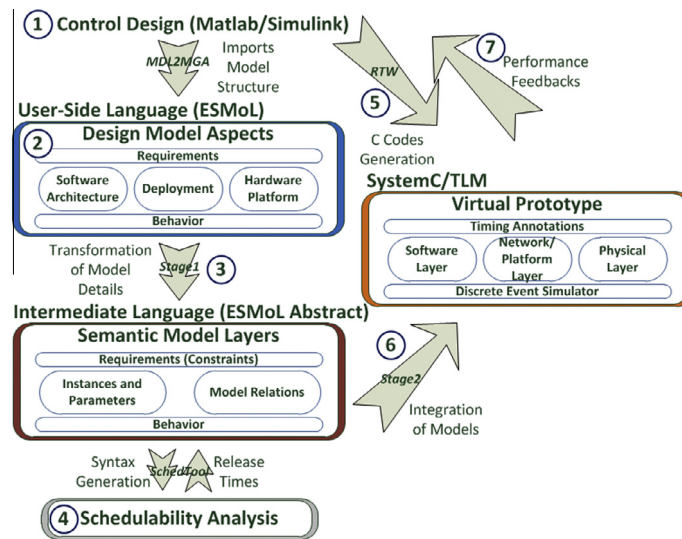 1 Control Design (Matlab/Simulink)
MDL2MGA
Imports
Model
Structure
User-Side Language (ESMoL)
2 Design Model Aspects
Requirements
Software
Architecture
Deployment
Hardware
Platform
Behavior
Transformation
of Model
Details
Stage1
3
Intermediate Language (ESMoL Abstract)
Semantic Model Layers
Requirements (Constraints)
Instances and
Parameters
Model Relations
Behavior
Syntax
Generation
SchedTool
Release
Times
4 Schedulability Analysis
RTW
5
C Codes
Generation
7
Performance
Feedbacks
SystemC/TLM
Virtual Prototype
Timing Annotations
Software
Layer
Network/
Platform
Layer
Physical
Layer
Discrete Event Simulator
6
Stage2
Integration
of Models